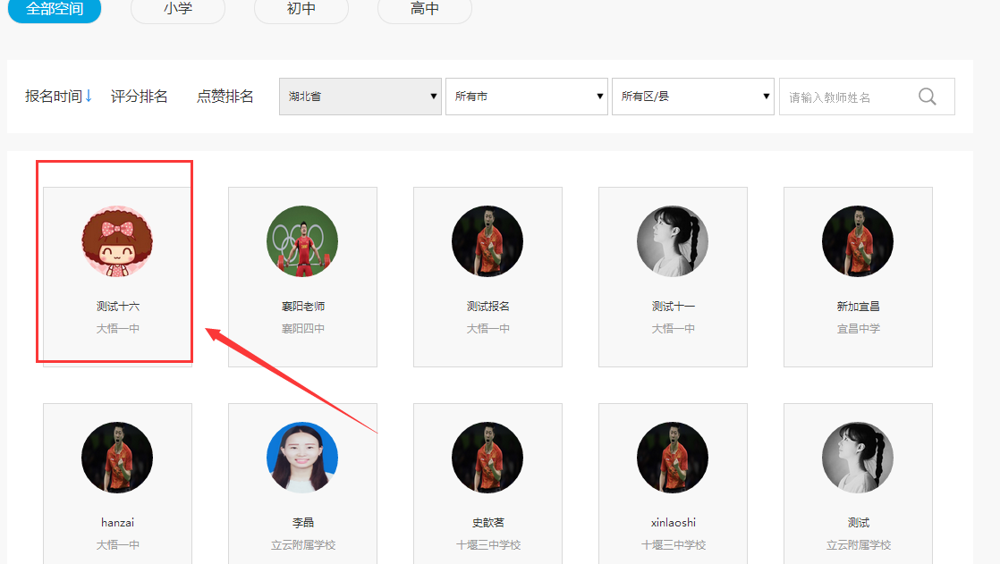 全部空间 小学 初中 高中
报名时间↓ 评分排名 点赞排名 湖北省 所有市 所有区/县 请输入教师姓名
测试十六 襄阳老师 测试报名 测试十一 新加宜昌
大悟一中 襄阳四中 大悟一中 大悟一中 宜昌中学
hanzai 李晶 史歆茗 xinlaoshi 测试
大悟一中 立云附属学校 十堰三中学校 十堰三中学校 立云附属学校